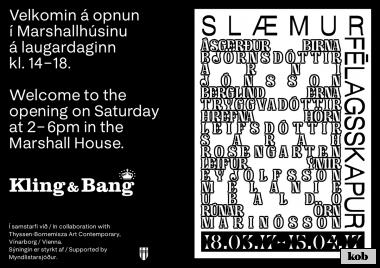 Velkomin á opnun
í Marshallhúsinu
á laugardaginn
kl. 14–18.
Welcome to the
opening on Saturday
at 2–6pm in the
Marshall House.
Kling & Bang
Í samstarfi við / In collaboration with
Thyssen-Bornemisza Art Contemporary,
Vínarborg / Vienna.
Sýningin er styrkt af / Supported by
Myndlistarsjóður.
SLÆMUR
FÉLAGSSKAPUR
ÁSGERÐUR BIRNA
BJÖRNSDÓTTIR
ÁRNI
JÓNSSON
BERGLIND ERNA
TRYGGVADÓTTIR
HREFNA HÖRN
LEIFSDÓTTIR
SARAH
ROSENGARTEN
LEIFUR ÝMIR
EYJÓLFSSON
MELANIE
UBALDO
RÚNAR ÖRN
MARINÓSSON
18.03.17–15.04.17
kob